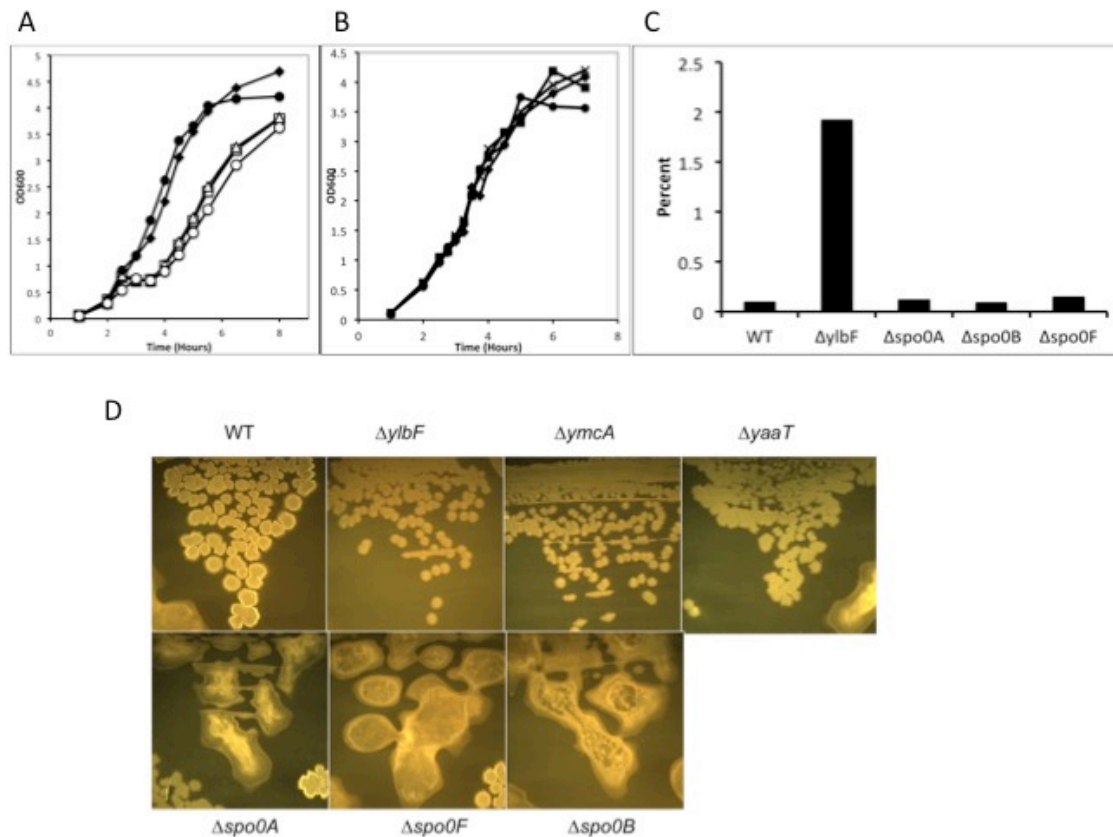 A
B
C
5
4.5
4
3.5
3
2.5
2
1.5
1
0.5
0
OD600
0
2
4
6
8
Time (Hours)
4.5
4
3.5
3
2.5
2
1.5
1
0.5
0
OD600
0
2
4
6
8
Time (Hours)
2.5
2
1.5
1
0.5
0
Percent
WT
ΔylbF
Δspo0A
Δspo0B
Δspo0F
D
WT
ΔylbF
ΔymcA
ΔyaaT
Δspo0A
Δspo0F
Δspo0B